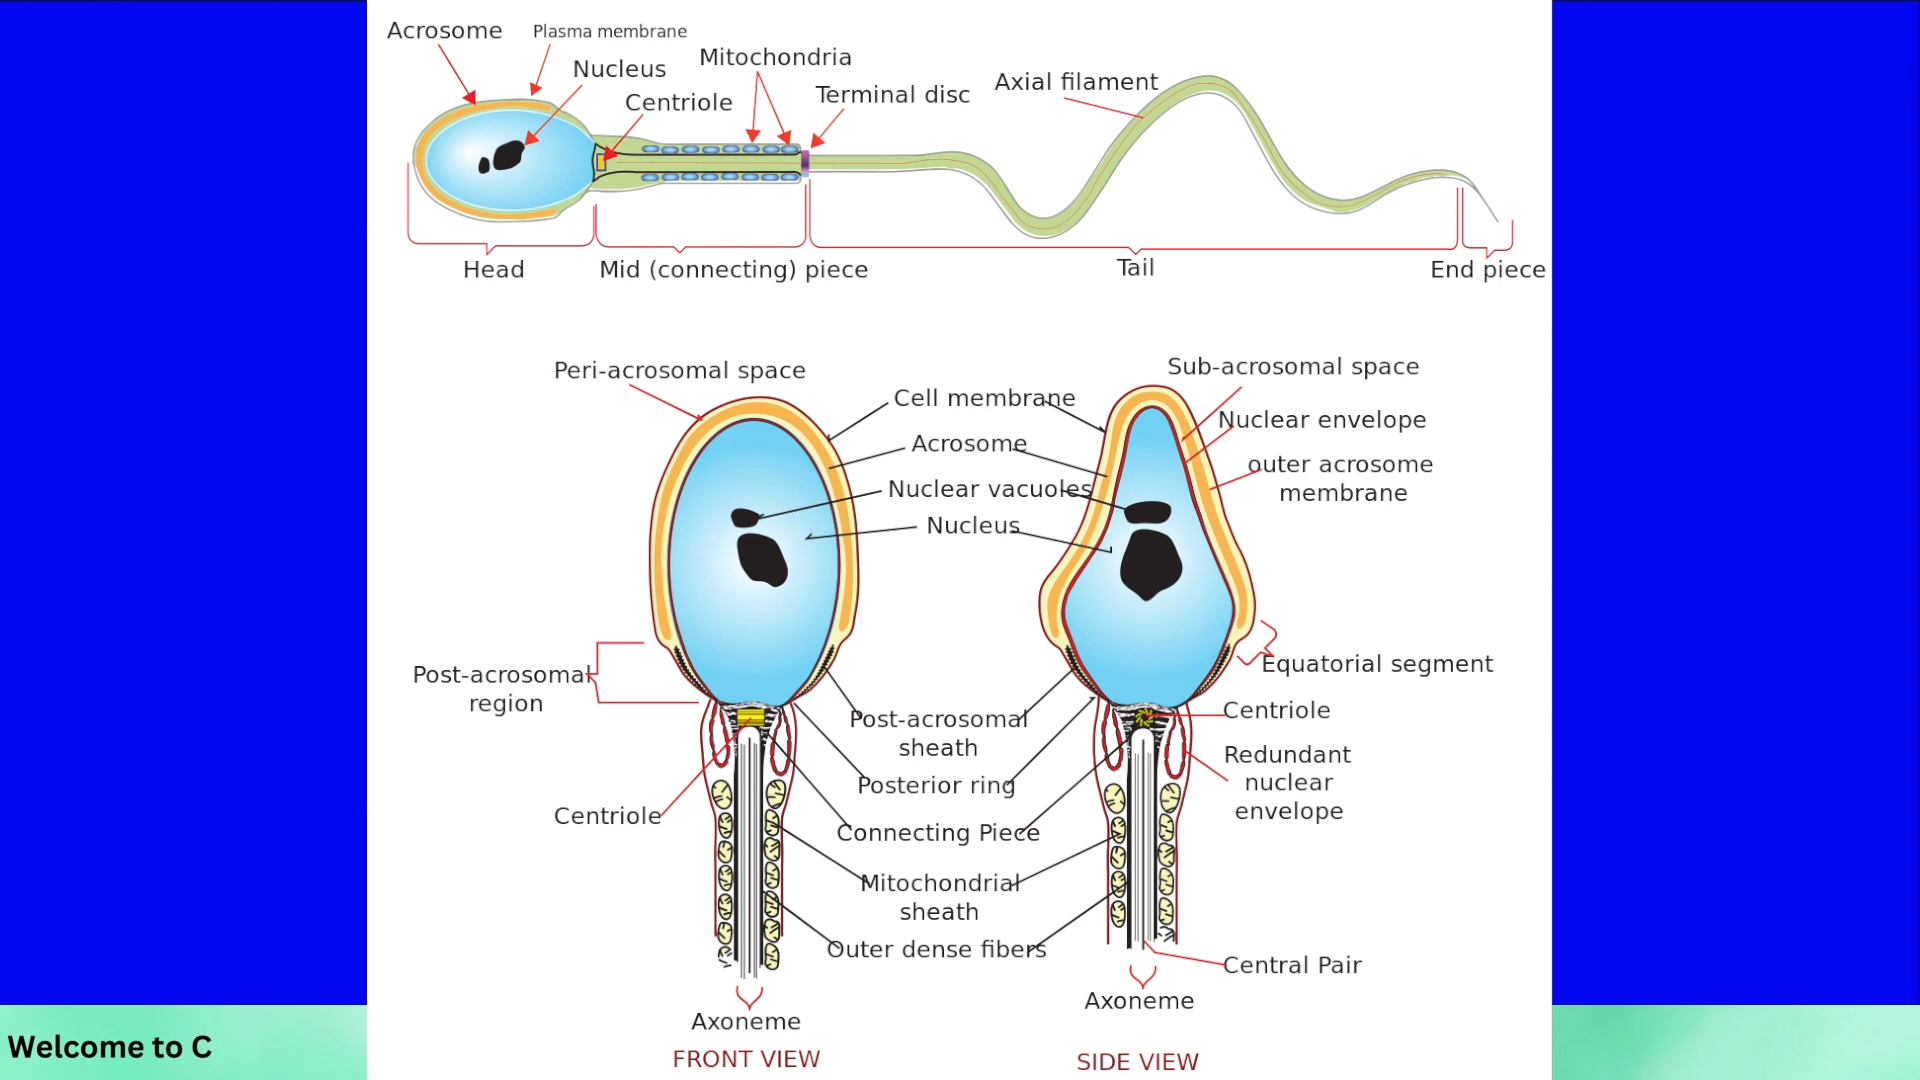 Acrosome
Plasma membrane
Nucleus
Mitochondria
Centriole
Terminal disc
Axial filament
Head
Mid (connecting) piece
Tail
End piece
Peri-acrosomal space
Cell membrane
Acrosome
Nuclear vacuoles
Nucleus
Sub-acrosomal space
Nuclear envelope
outer acrosome
membrane
Post-acrosomal
region
Equatorial segment
Post-acrosomal
sheath
Posterior ring
Centriole
Redundant
nuclear
envelope
Centriole
Connecting Piece
Mitochondrial
sheath
Outer dense fibers
Central Pair
Axoneme
Axoneme
FRONT VIEW
SIDE VIEW
Welcome to C